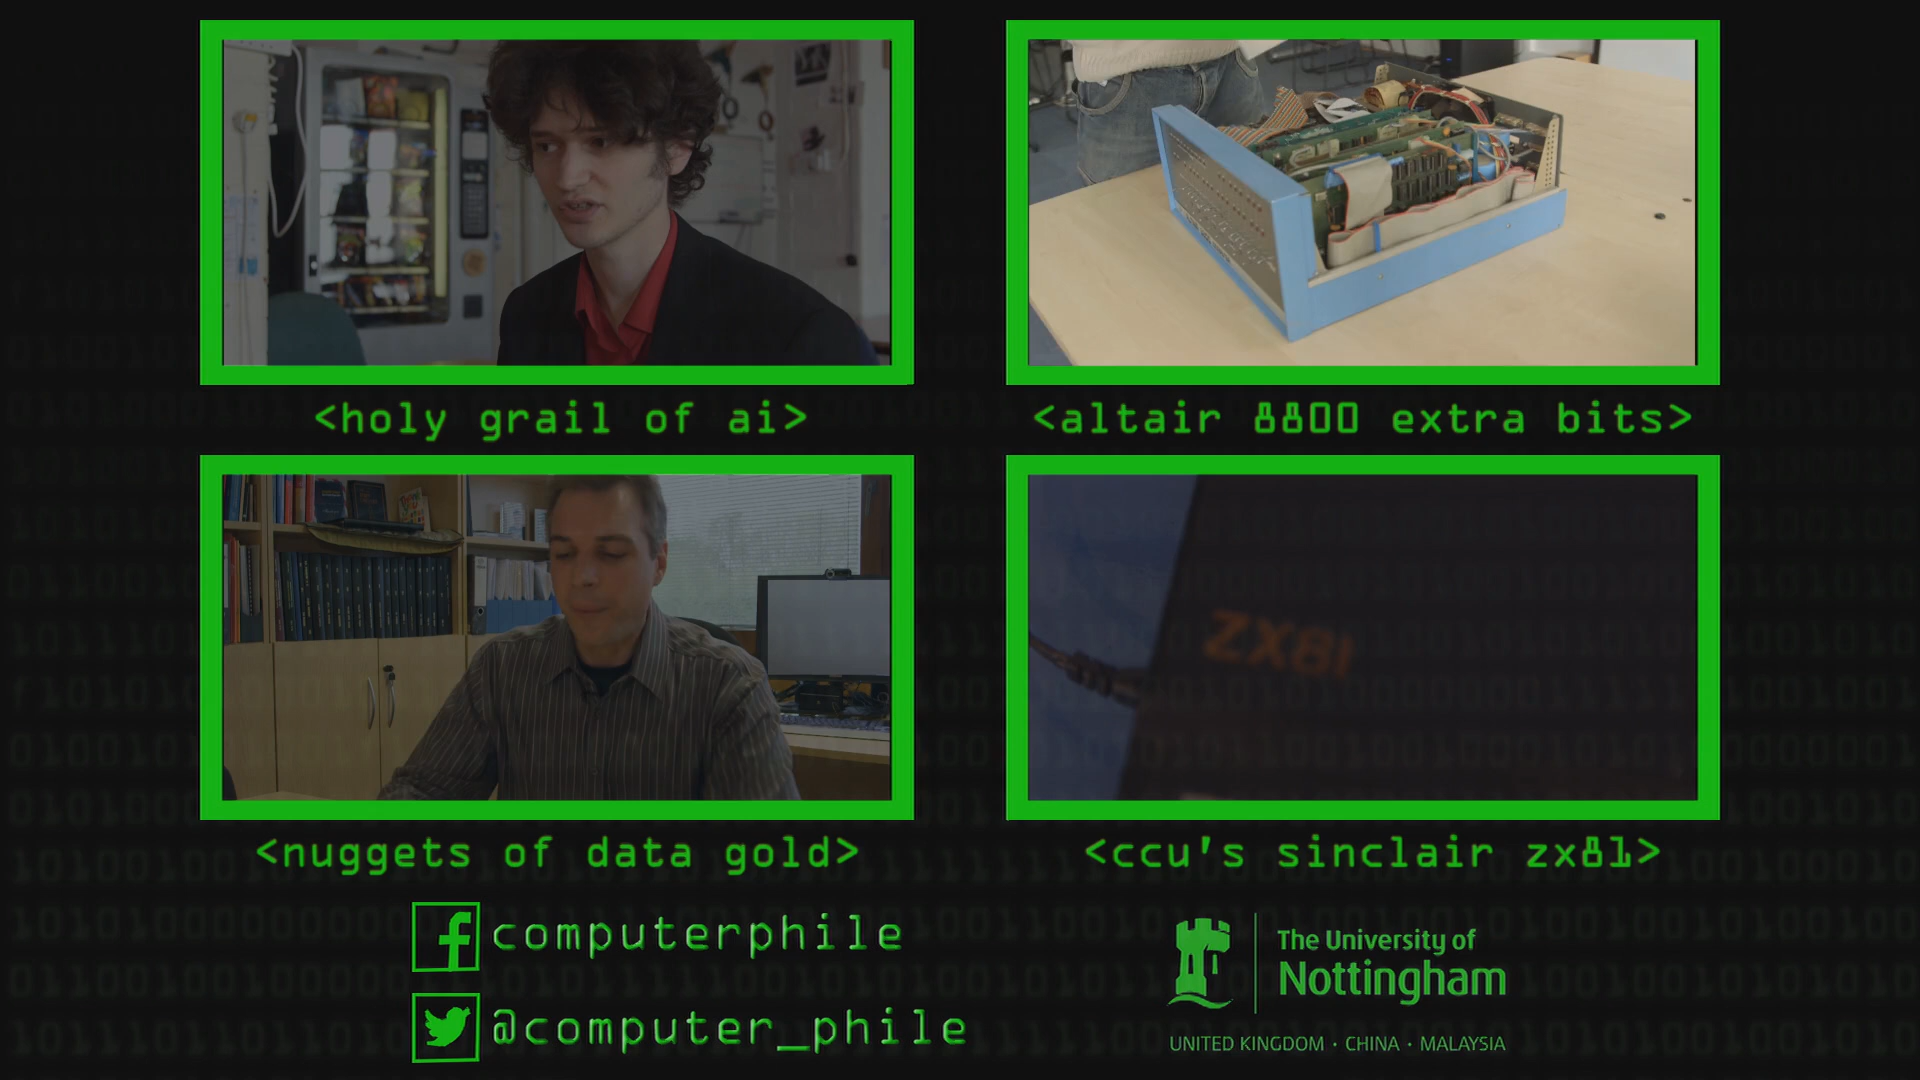 <holy grail of ai>
<altair 8800 extra bits>
ZX81
<nuggets of data gold>
<ccu's sinclair zx81>
computerphile
@computer_phile
The University of
Nottingham
UNITED KINGDOM · CHINA · MALAYSIA